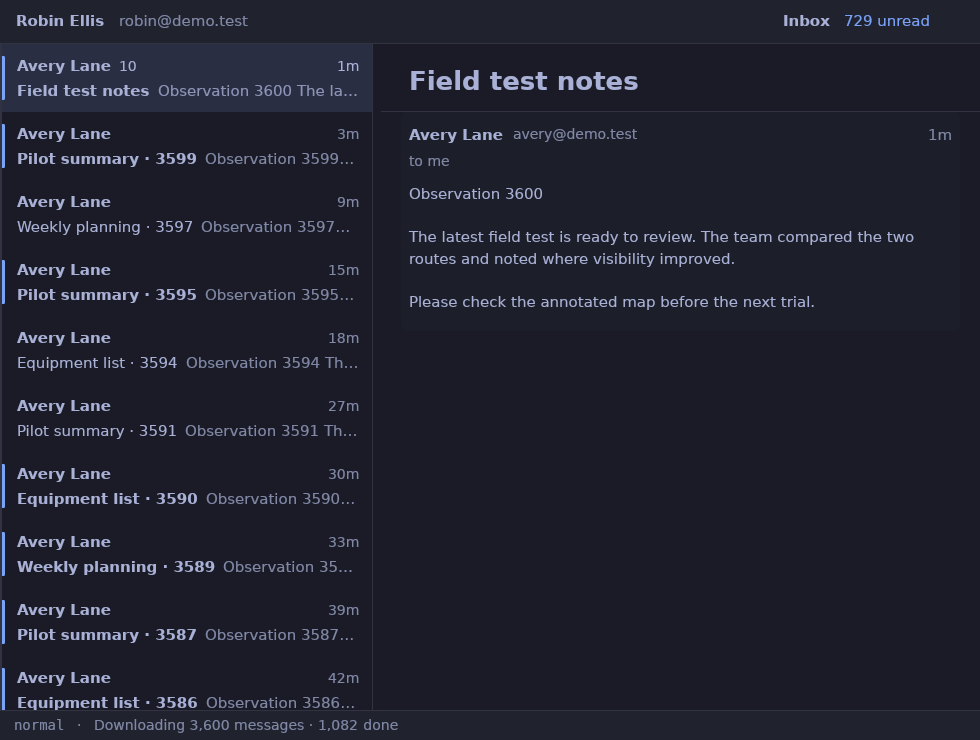 Robin Ellis robin@demo.test Inbox 729 unread
Avery Lane 10 1m
Field test notes Observation 3600 The la…
Avery Lane 3m
Pilot summary · 3599 Observation 3599…
Avery Lane 9m
Weekly planning · 3597 Observation 3597…
Avery Lane 15m
Pilot summary · 3595 Observation 3595…
Avery Lane 18m
Equipment list · 3594 Observation 3594 Th…
Avery Lane 27m
Pilot summary · 3591 Observation 3591 Th…
Avery Lane 30m
Equipment list · 3590 Observation 3590…
Avery Lane 33m
Weekly planning · 3589 Observation 35…
Avery Lane 39m
Pilot summary · 3587 Observation 3587…
Avery Lane 42m
Equipment list · 3586 Observation 3586…
Field test notes
Avery Lane avery@demo.test 1m
to me
Observation 3600
The latest field test is ready to review. The team compared the two
routes and noted where visibility improved.
Please check the annotated map before the next trial.
normal · Downloading 3,600 messages · 1,082 done